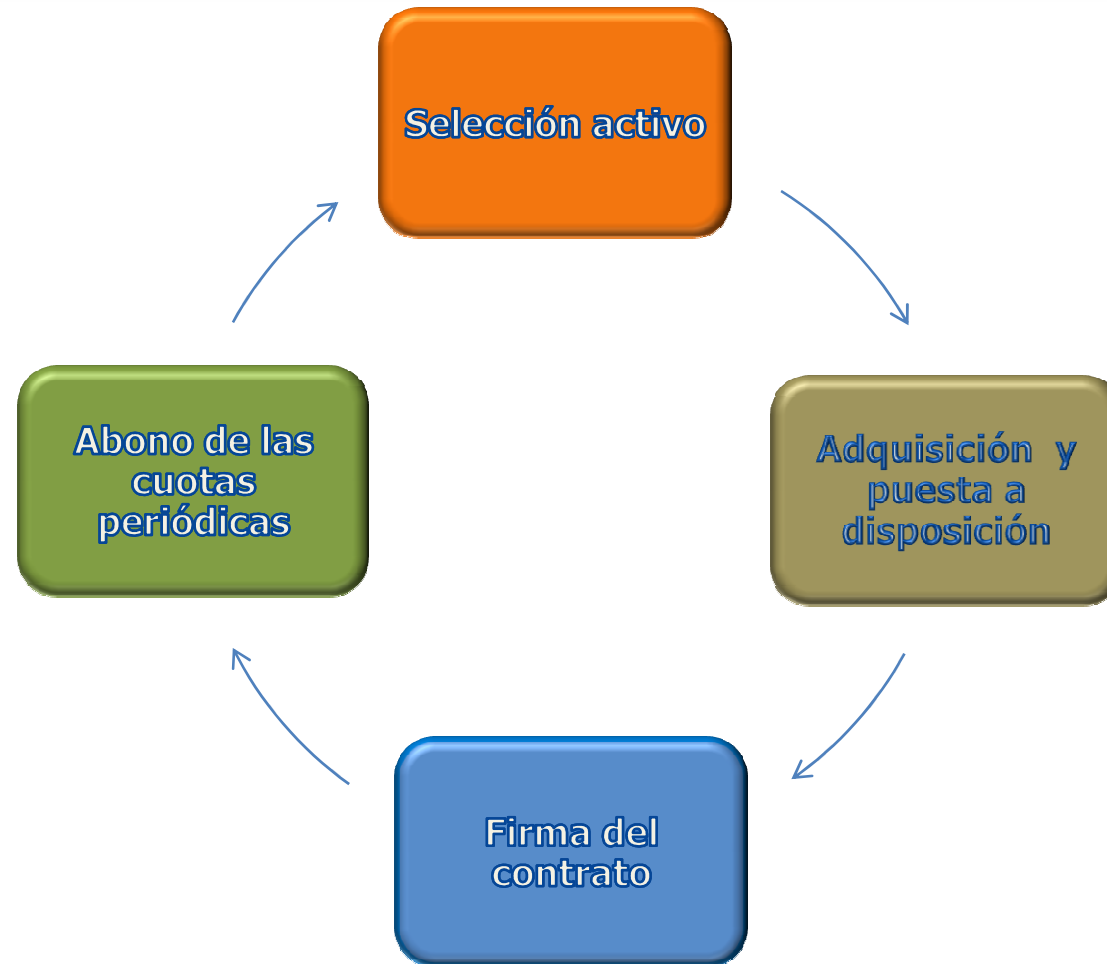 Selección activo
Adquisición y
puesta a
disposición
Firma del
contrato
Abono de las
cuotas
periódicas